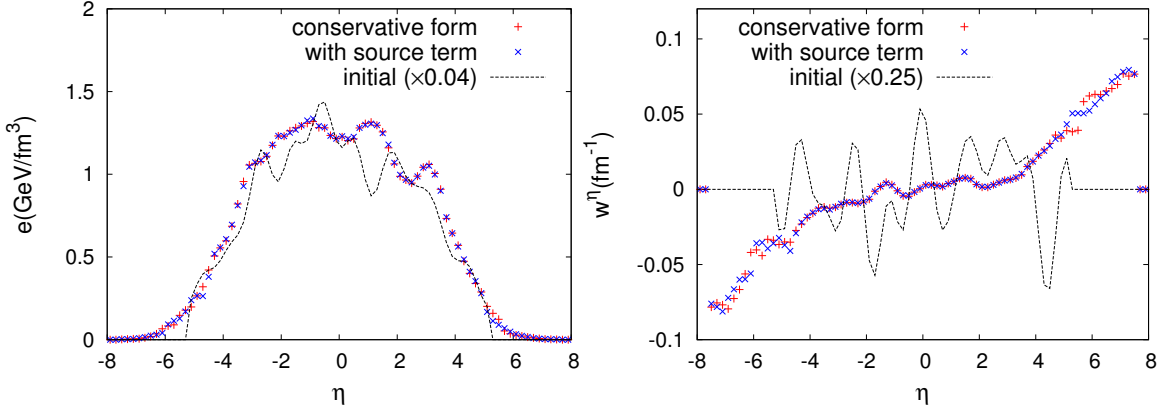 2
1.5
1
0.5
0
-8 -6 -4 -2 0 2 4 6 8
e(GeV/fm³)
η
conservative form
with source term
initial (×0.04)
0.1
0.05
0
-0.05
-0.1
-8 -6 -4 -2 0 2 4 6 8
w^η(fm⁻¹)
η
conservative form
with source term
initial (×0.25)